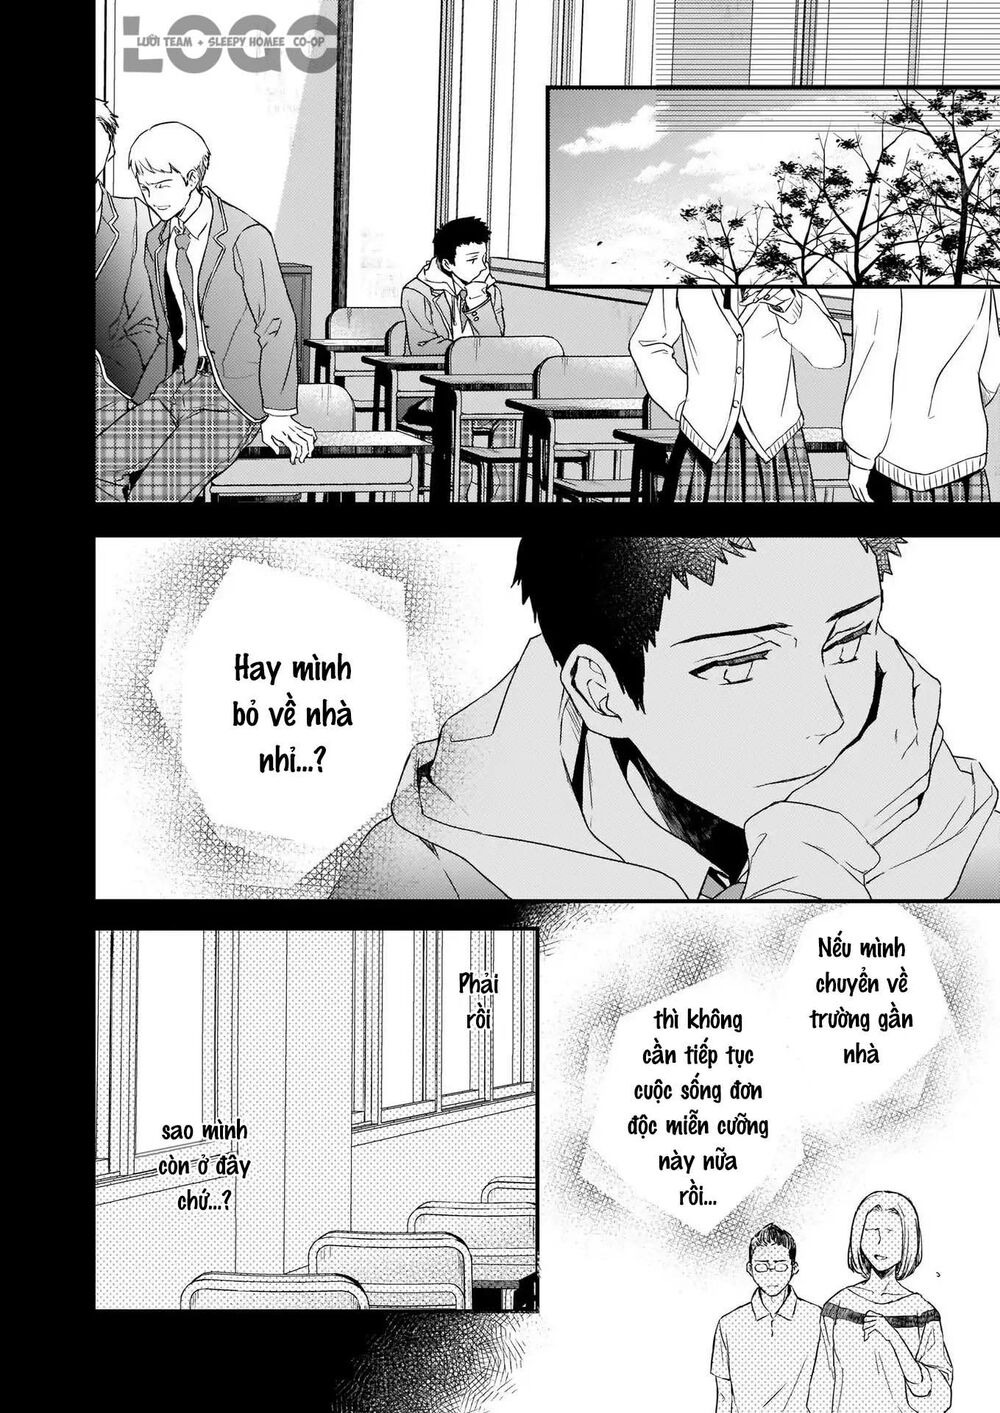 LOGO
LƯỜI TEAM + SLEEPY HOMEE CO-OP
Hay mình
bỏ về nhà
nhỉ...?
Nếu mình
chuyển về
trường gần
nhà
thì không
cần tiếp tục
cuộc sống đơn
độc miễn cưỡng
này nữa
rồi...
Phải
rồi
sao mình
còn ở đây
chứ...?